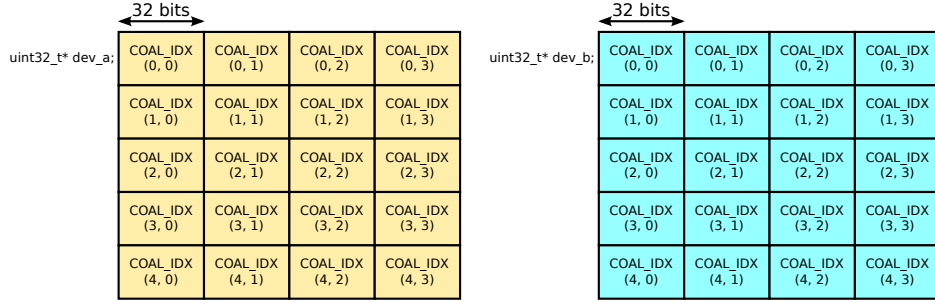 32 bits
32 bits
uint32_t* dev_a;
COAL_IDX COAL_IDX COAL_IDX COAL_IDX
(0, 0) (0, 1) (0, 2) (0, 3)
COAL_IDX COAL_IDX COAL_IDX COAL_IDX
(1, 0) (1, 1) (1, 2) (1, 3)
COAL_IDX COAL_IDX COAL_IDX COAL_IDX
(2, 0) (2, 1) (2, 2) (2, 3)
COAL_IDX COAL_IDX COAL_IDX COAL_IDX
(3, 0) (3, 1) (3, 2) (3, 3)
COAL_IDX COAL_IDX COAL_IDX COAL_IDX
(4, 0) (4, 1) (4, 2) (4, 3)
uint32_t* dev_b;
COAL_IDX COAL_IDX COAL_IDX COAL_IDX
(0, 0) (0, 1) (0, 2) (0, 3)
COAL_IDX COAL_IDX COAL_IDX COAL_IDX
(1, 0) (1, 1) (1, 2) (1, 3)
COAL_IDX COAL_IDX COAL_IDX COAL_IDX
(2, 0) (2, 1) (2, 2) (2, 3)
COAL_IDX COAL_IDX COAL_IDX COAL_IDX
(3, 0) (3, 1) (3, 2) (3, 3)
COAL_IDX COAL_IDX COAL_IDX COAL_IDX
(4, 0) (4, 1) (4, 2) (4, 3)